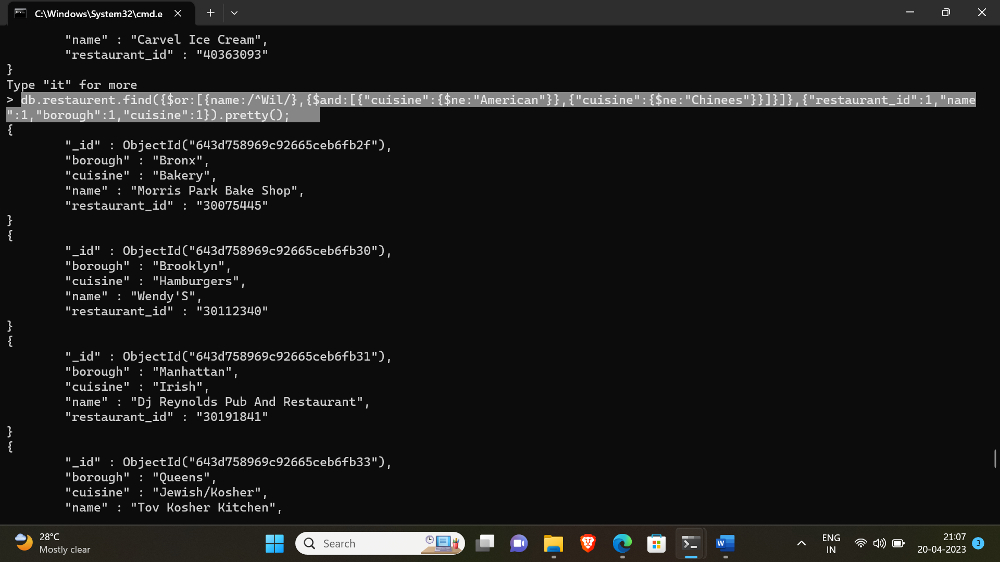 C:\Windows\System32\cmd.e
"name" : "Carvel Ice Cream",
"restaurant_id" : "40363093"
}
Type "it" for more
> db.restaurent.find({$or:[{name:/^Wil/},{$and:[{"cuisine":{$ne:"American"}},{"cuisine":{$ne:"Chinees"}}]}]},{"restaurant_id":1,"name
":1,"borough":1,"cuisine":1}).pretty();
{
"_id" : ObjectId("643d758969c92665ceb6fb2f"),
"borough" : "Bronx",
"cuisine" : "Bakery",
"name" : "Morris Park Bake Shop",
"restaurant_id" : "30075445"
}
{
"_id" : ObjectId("643d758969c92665ceb6fb30"),
"borough" : "Brooklyn",
"cuisine" : "Hamburgers",
"name" : "Wendy'S",
"restaurant_id" : "30112340"
}
{
"_id" : ObjectId("643d758969c92665ceb6fb31"),
"borough" : "Manhattan",
"cuisine" : "Irish",
"name" : "Dj Reynolds Pub And Restaurant",
"restaurant_id" : "30191841"
}
{
"_id" : ObjectId("643d758969c92665ceb6fb33"),
"borough" : "Queens",
"cuisine" : "Jewish/Kosher",
"name" : "Tov Kosher Kitchen",
28°C
Mostly clear
Search
W
ENG
IN
21:07
20-04-2023
3